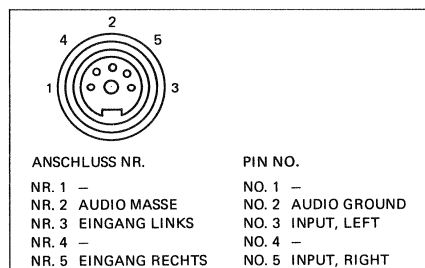 2
4 5
1 3
ANSCHLUSS NR. PIN NO.
NR. 1 – NO. 1 –
NR. 2 AUDIO MASSE NO. 2 AUDIO GROUND
NR. 3 EINGANG LINKS NO. 3 INPUT, LEFT
NR. 4 – NO. 4 –
NR. 5 EINGANG RECHTS NO. 5 INPUT, RIGHT